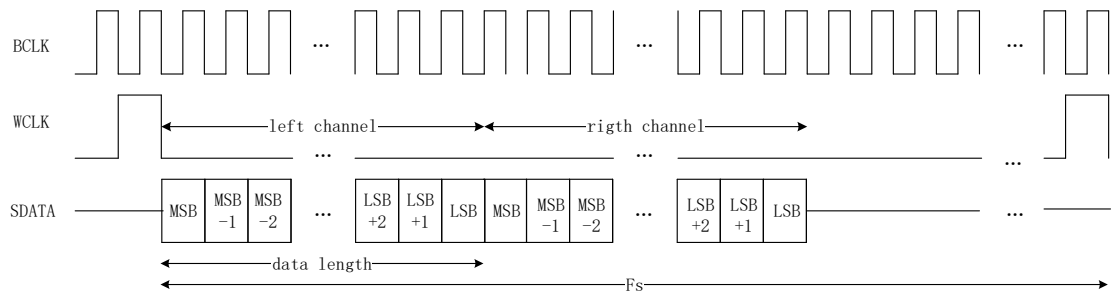 BCLK ... ... ...
WCLK
left channel rigth channel
... ... ...
SDATA MSB MSB -1 MSB -2 ... LSB +2 LSB +1 LSB MSB MSB -1 MSB -2 ... LSB +2 LSB +1 LSB ...
data length
Fs